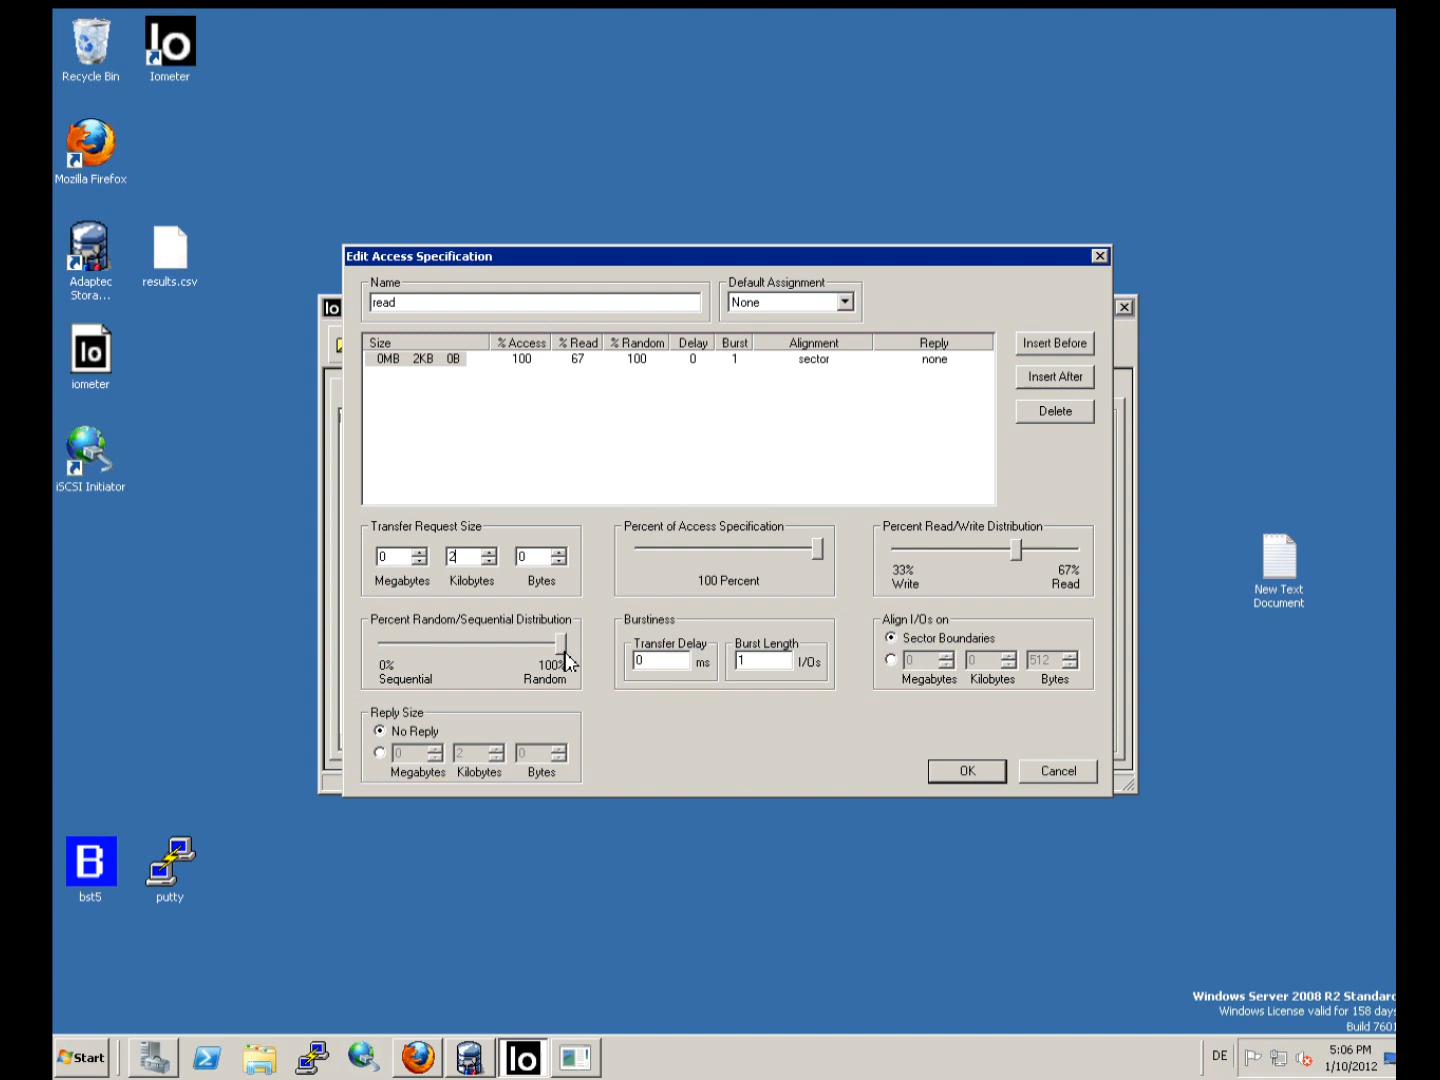 Recycle Bin
Iometer
Mozilla Firefox
Adaptec
Stora...
results.csv
iometer
iSCSI Initiator
bst5
putty
New Text
Document
Edit Access Specification
Name
read
Default Assignment
None
Size % Access % Read % Random Delay Burst Alignment Reply
0MB 2KB 0B 100 67 100 0 1 sector none
Insert Before
Insert After
Delete
Transfer Request Size
0 2 0
Megabytes Kilobytes Bytes
Percent of Access Specification
100 Percent
Percent Read/Write Distribution
33% 67%
Write Read
Percent Random/Sequential Distribution
0% 100%
Sequential Random
Burstiness
Transfer Delay
0 ms
Burst Length
1 I/Os
Align I/Os on
Sector Boundaries
0 0 512
Megabytes Kilobytes Bytes
Reply Size
No Reply
0 2 0
Megabytes Kilobytes Bytes
OK
Cancel
Windows Server 2008 R2 Standard
Windows License valid for 158 days
Build 7601
Start
DE
5:06 PM
1/10/2012